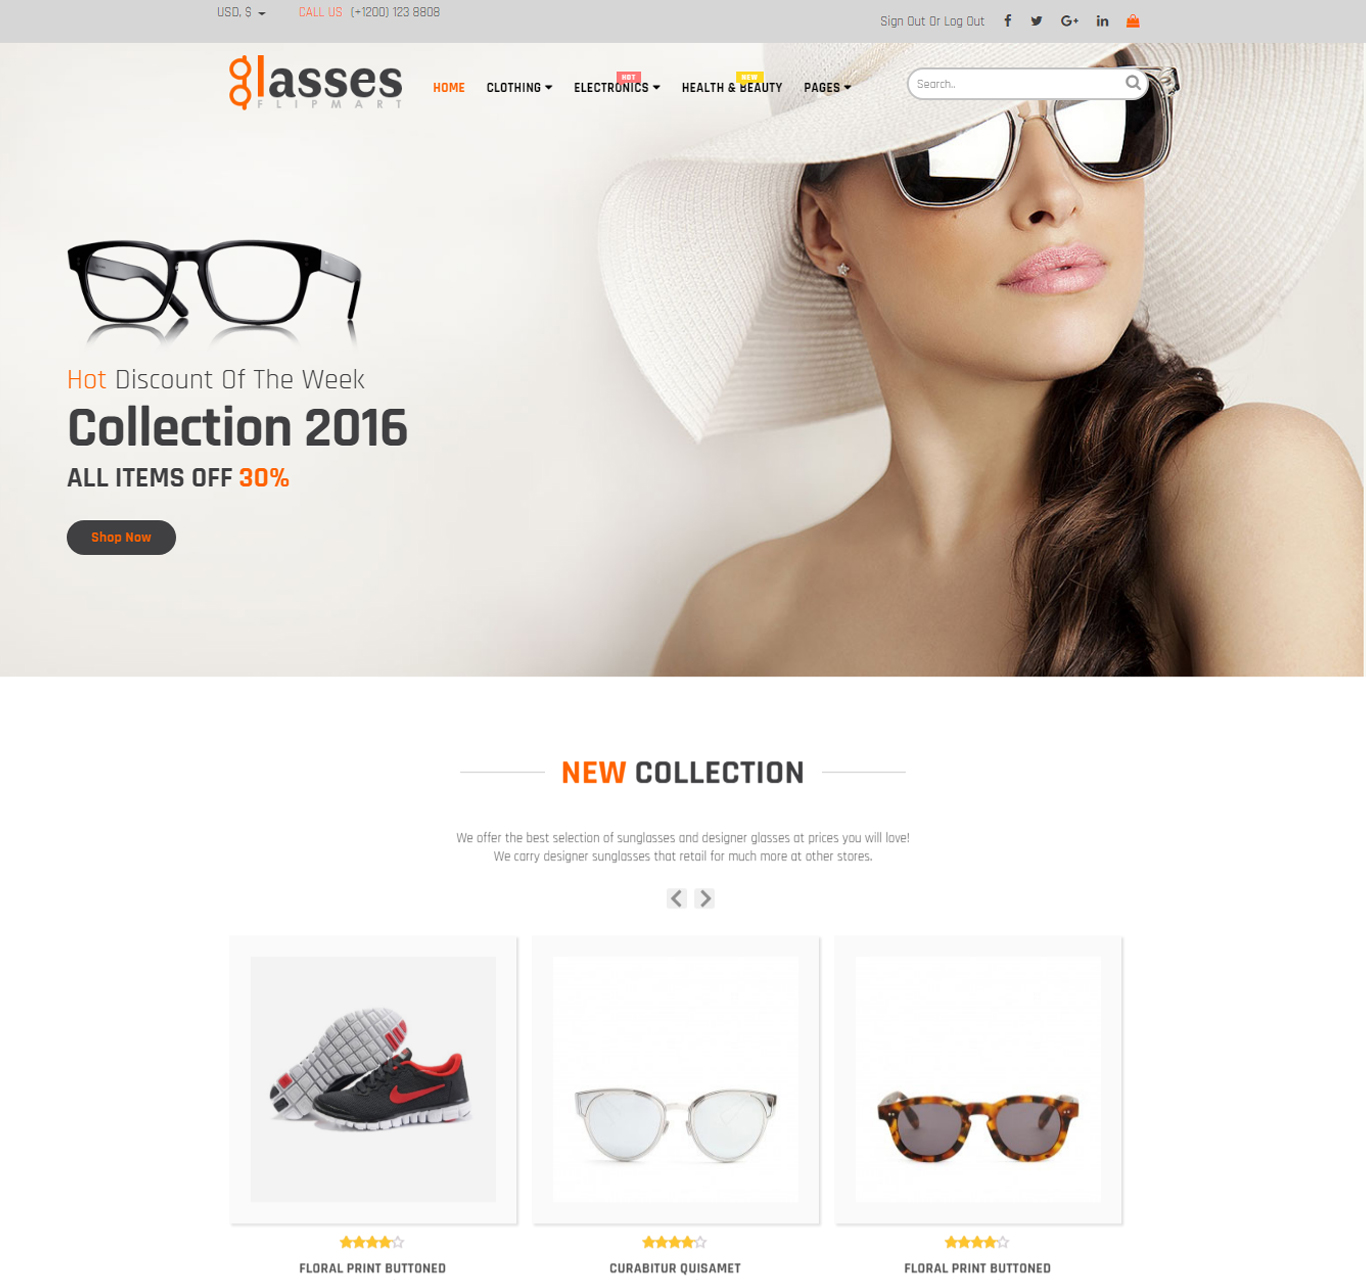 USD, $
CALL US (+1200) 123 8808
Sign Out Or Log Out
glasses
FLIPMART
HOME
CLOTHING
HOT
ELECTRONICS
NEW
HEALTH & BEAUTY
PAGES
Search..
Hot Discount Of The Week
Collection 2016
ALL ITEMS OFF 30%
Shop Now
NEW COLLECTION
We offer the best selection of sunglasses and designer glasses at prices you will love!
We carry designer sunglasses that retail for much more at other stores.
FLORAL PRINT BUTTONED
CURABITUR QUISAMET
FLORAL PRINT BUTTONED